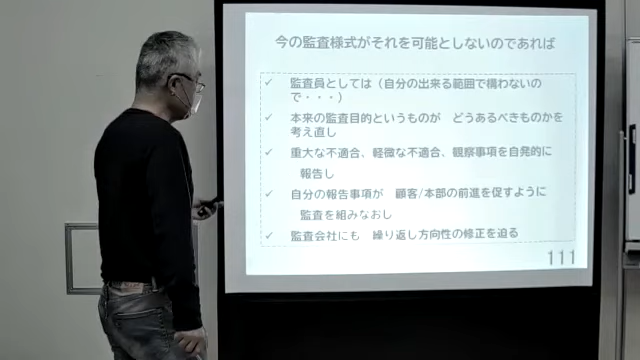 今の監査様式がそれを可能としないのであれば
✓ 監査員としては（自分の出来る範囲で構わないの
で・・・）
✓ 本来の監査目的というものが　どうあるべきものかを
考え直し
✓ 重大な不適合、軽微な不適合、観察事項を自発的に
報告し
✓ 自分の報告事項が　顧客/本部の前進を促すように
監査を組みなおし
✓ 監査会社にも　繰り返し方向性の修正を迫る
111